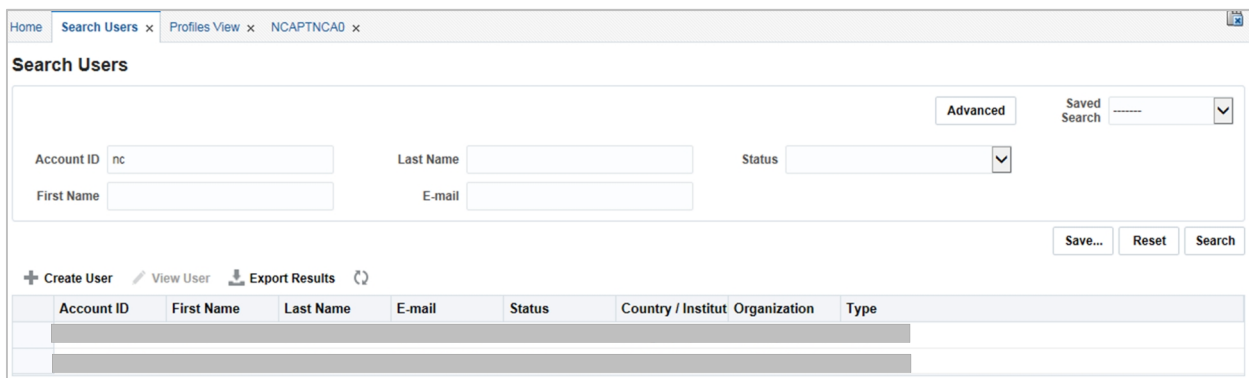 Home Search Users x Profiles View x NCAPTNCA0 x
Search Users
Advanced Saved Search -------
Account ID nc Last Name Status
First Name E-mail
Save... Reset Search
Create User View User Export Results
Account ID First Name Last Name E-mail Status Country / Institut Organization Type